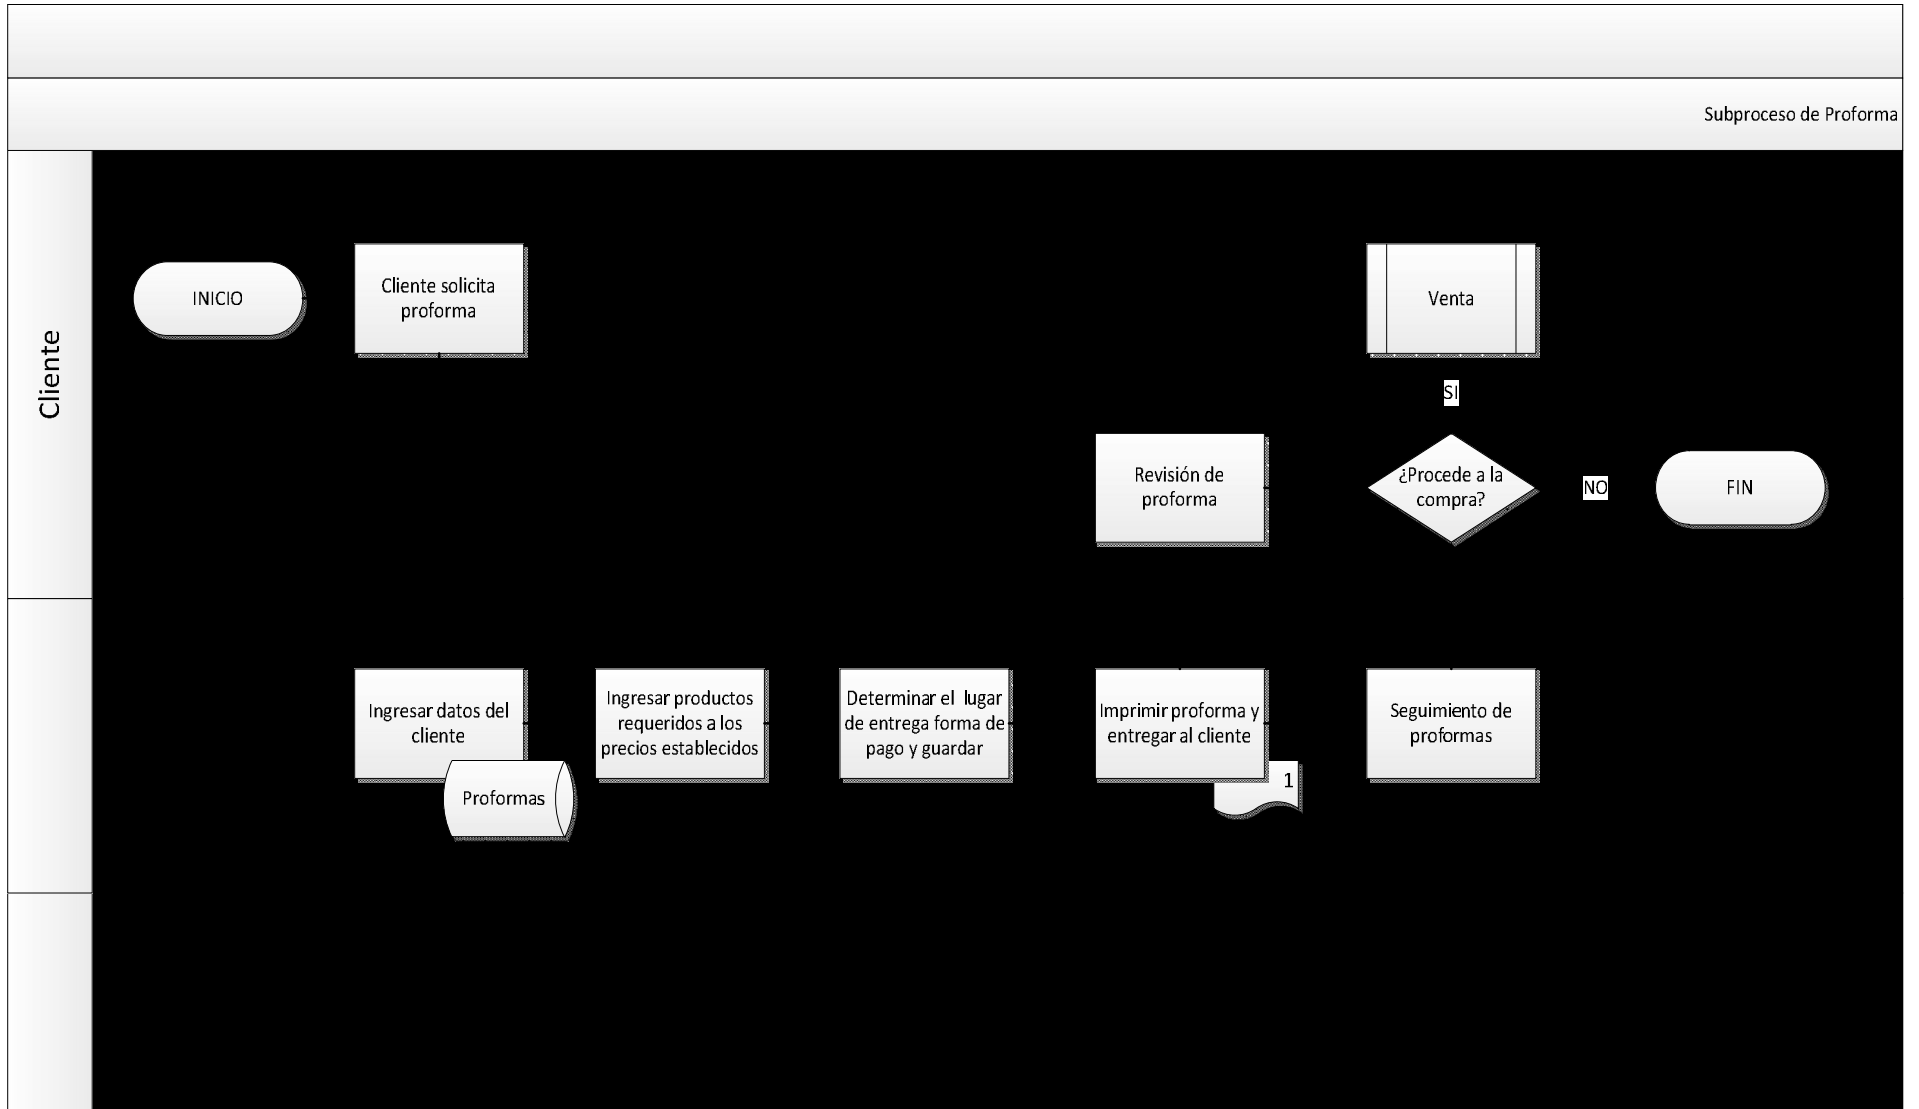 Subproceso de Proforma
Cliente
INICIO
Cliente solicita
proforma
Venta
SI
Revisión de
proforma
¿Procede a la
compra?
NO
FIN
Ingresar datos del
cliente
Proformas
Ingresar productos
requeridos a los
precios establecidos
Determinar el lugar
de entrega forma de
pago y guardar
Imprimir proforma y
entregar al cliente
1
Seguimiento de
proformas